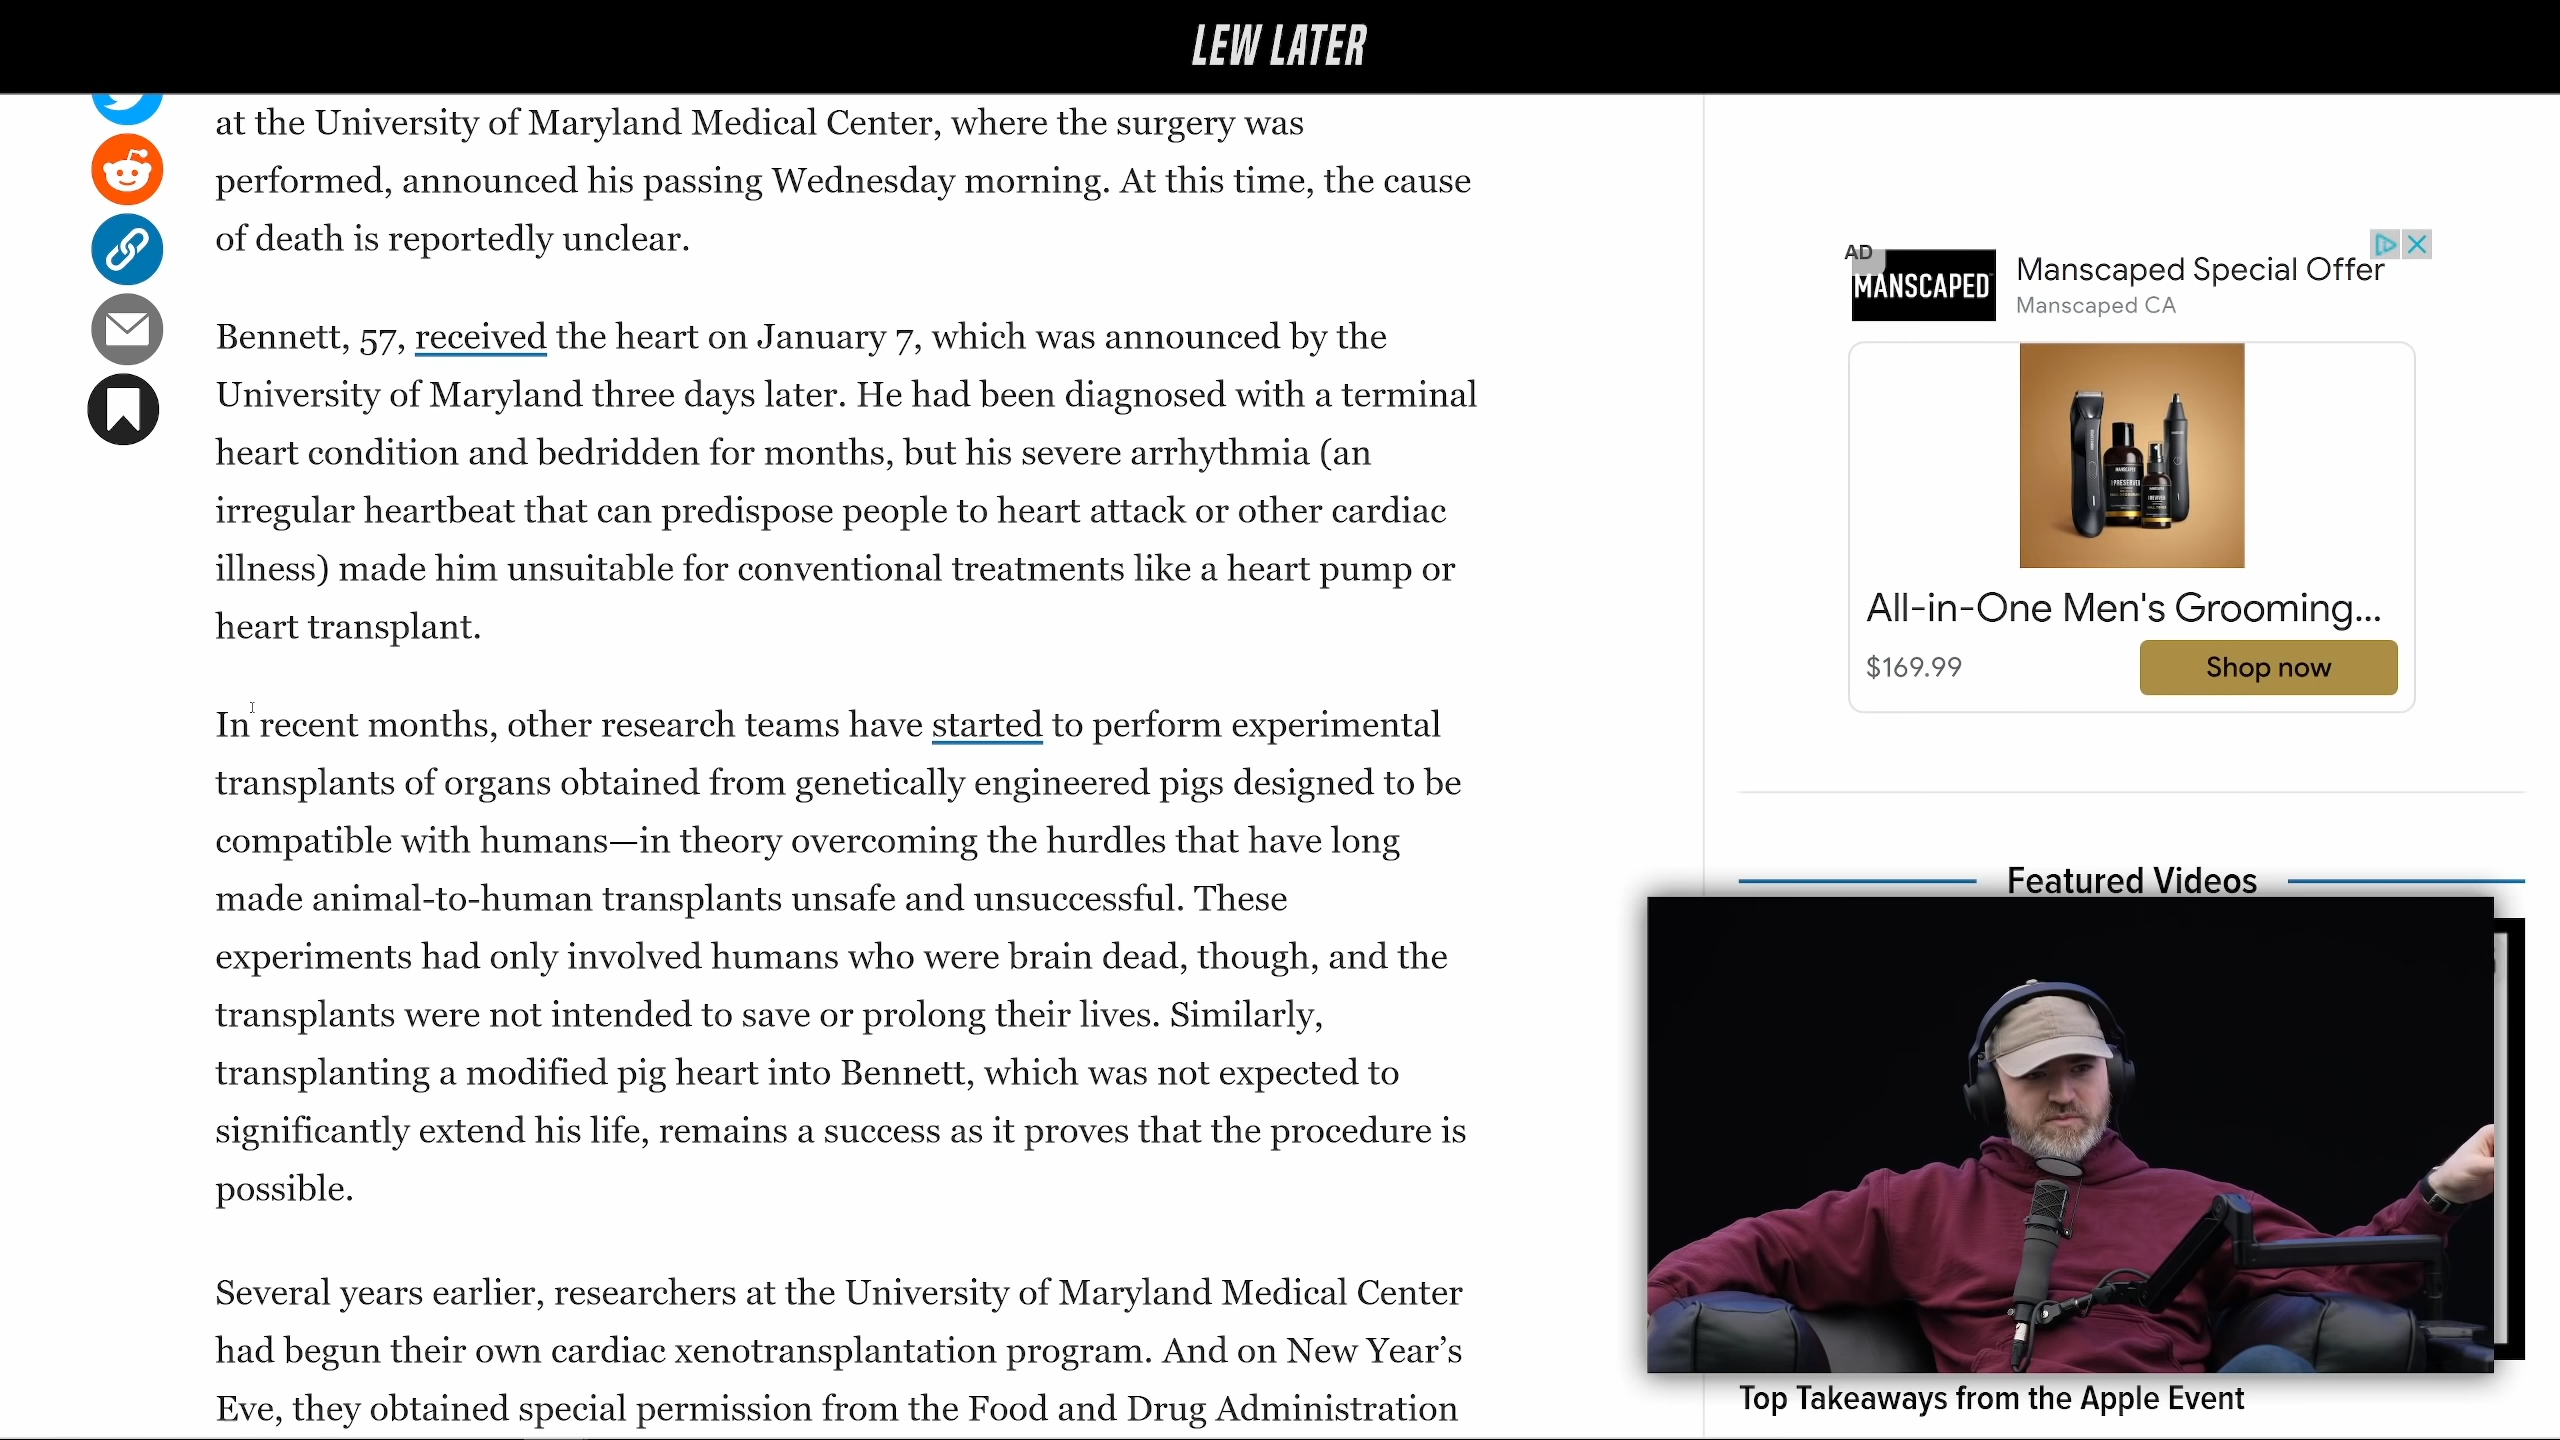 LEW LATER
at the University of Maryland Medical Center, where the surgery was
performed, announced his passing Wednesday morning. At this time, the cause
of death is reportedly unclear.
Bennett, 57, received the heart on January 7, which was announced by the
University of Maryland three days later. He had been diagnosed with a terminal
heart condition and bedridden for months, but his severe arrhythmia (an
irregular heartbeat that can predispose people to heart attack or other cardiac
illness) made him unsuitable for conventional treatments like a heart pump or
heart transplant.
In recent months, other research teams have started to perform experimental
transplants of organs obtained from genetically engineered pigs designed to be
compatible with humans—in theory overcoming the hurdles that have long
made animal-to-human transplants unsafe and unsuccessful. These
experiments had only involved humans who were brain dead, though, and the
transplants were not intended to save or prolong their lives. Similarly,
transplanting a modified pig heart into Bennett, which was not expected to
significantly extend his life, remains a success as it proves that the procedure is
possible.
Several years earlier, researchers at the University of Maryland Medical Center
had begun their own cardiac xenotransplantation program. And on New Year’s
Eve, they obtained special permission from the Food and Drug Administration
AD
MANSCAPED
Manscaped Special Offer
Manscaped CA
All-in-One Men's Grooming...
$169.99
Shop now
Featured Videos
Top Takeaways from the Apple Event